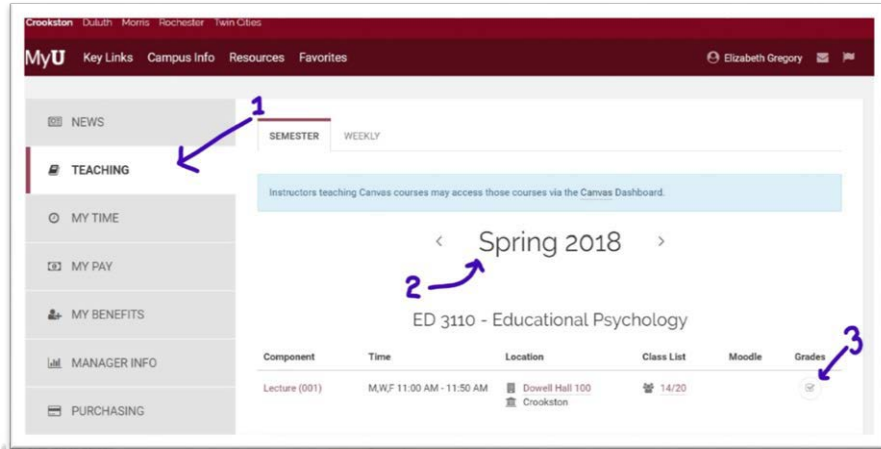 Crookston Duluth Morris Rochester Twin Cities
MyU Key Links Campus Info Resources Favorites Elizabeth Gregory
1
NEWS
SEMESTER WEEKLY
TEACHING
Instructors teaching Canvas courses may access those courses via the Canvas Dashboard.
MY TIME
Spring 2018
MY PAY
2
MY BENEFITS
ED 3110 - Educational Psychology
3
MANAGER INFO
Component Time Location Class List Moodle Grades
Lecture (001) M,W,F 11:00 AM - 11:50 AM Dowell Hall 100 14/20
Crookston
PURCHASING